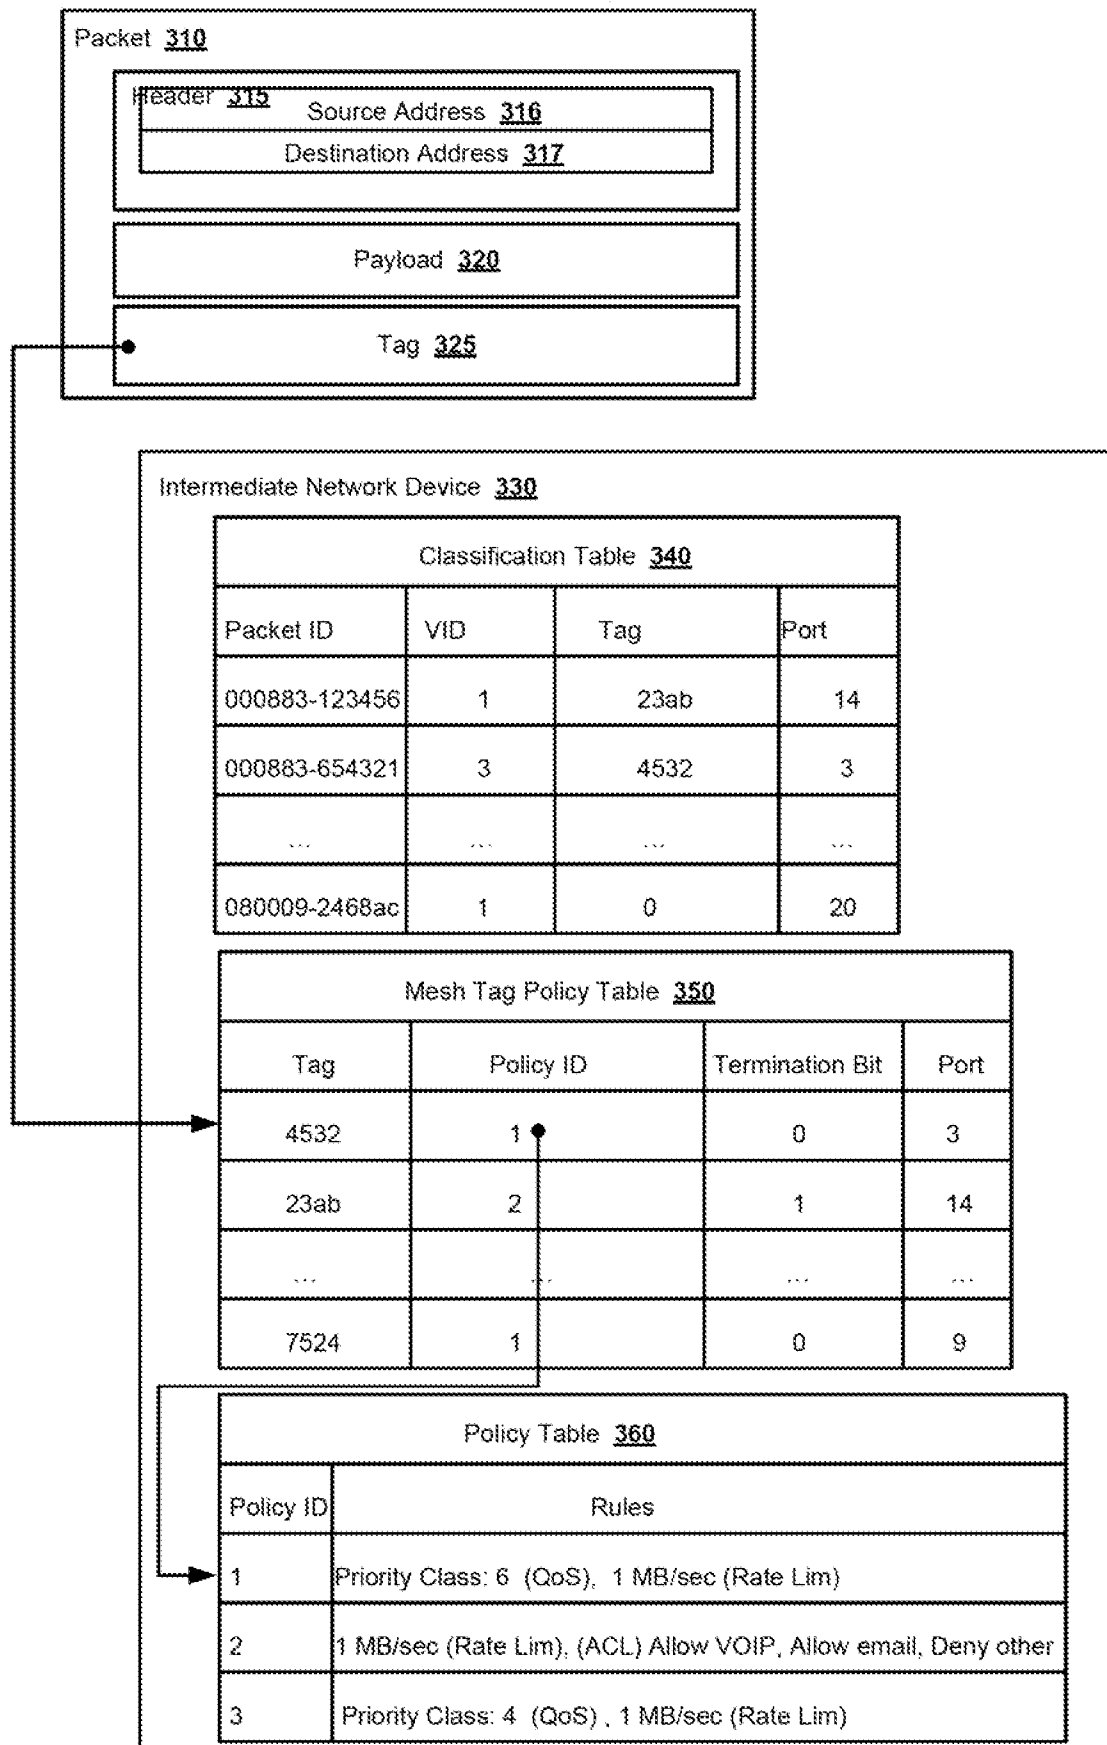 Packet 310
Header 315
Source Address 316
Destination Address 317
Payload 320
Tag 325
Intermediate Network Device 330
Classification Table 340
Packet ID VID Tag Port
000883-123456 1 23ab 14
000883-654321 3 4532 3
... ... ... ...
080009-2468ac 1 0 20
Mesh Tag Policy Table 350
Tag Policy ID Termination Bit Port
4532 1 0 3
23ab 2 1 14
... ... ... ...
7524 1 0 9
Policy Table 360
Policy ID Rules
1 Priority Class: 6 (QoS), 1 MB/sec (Rate Lim)
2 1 MB/sec (Rate Lim), (ACL) Allow VOIP, Allow email, Deny other
3 Priority Class: 4 (QoS) , 1 MB/sec (Rate Lim)